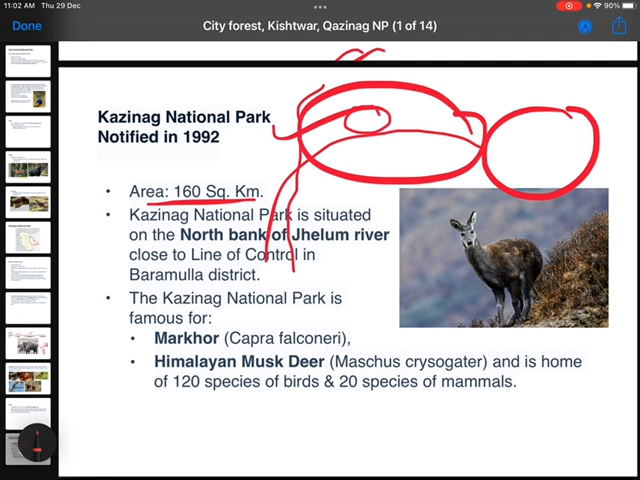 11:02 AM Thu 29 Dec
90%
Done
City forest, Kishtwar, Qazinag NP (1 of 14)
Kazinag National Park
Notified in 1992
• Area: 160 Sq. Km.
• Kazinag National Park is situated
on the North bank of Jhelum river
close to Line of Control in
Baramulla district.
• The Kazinag National Park is
famous for:
• Markhor (Capra falconeri),
• Himalayan Musk Deer (Maschus crysogater) and is home
of 120 species of birds & 20 species of mammals.